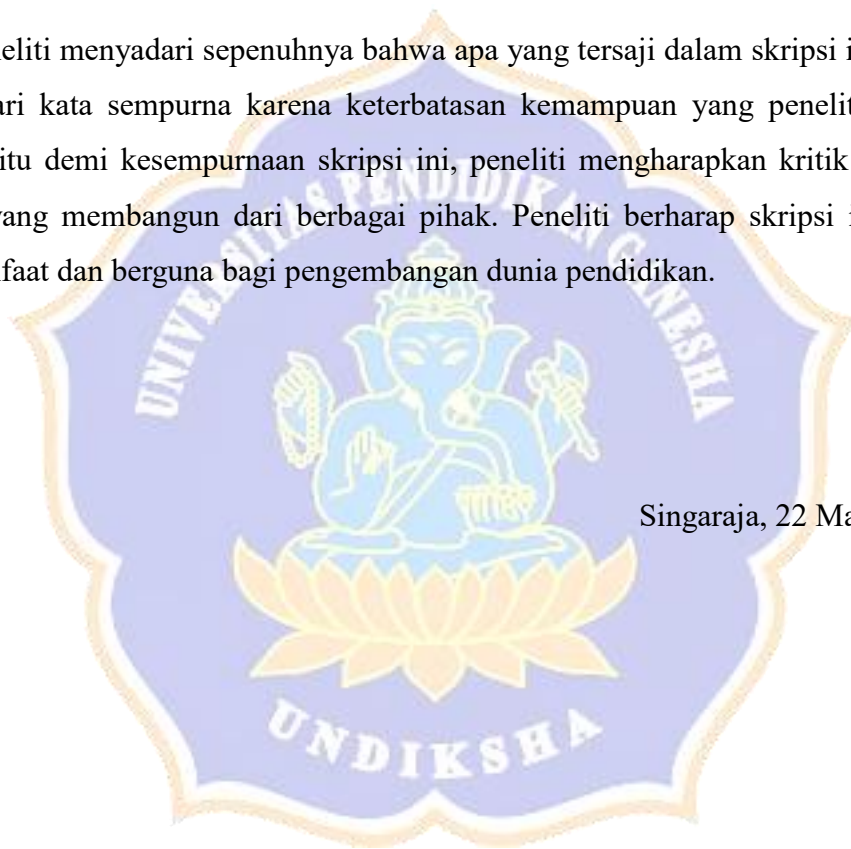 eliti menyadari sepenuhnya bahwa apa yang tersaji dalam skripsi i
ari kata sempurna karena keterbatasan kemampuan yang penelit
itu demi kesempurnaan skripsi ini, peneliti mengharapkan kritik
yang membangun dari berbagai pihak. Peneliti berharap skripsi i
faat dan berguna bagi pengembangan dunia pendidikan.
UNIVERSITAS PENDIDIKAN GANESHA
Singaraja, 22 Ma
UNDIKSHA